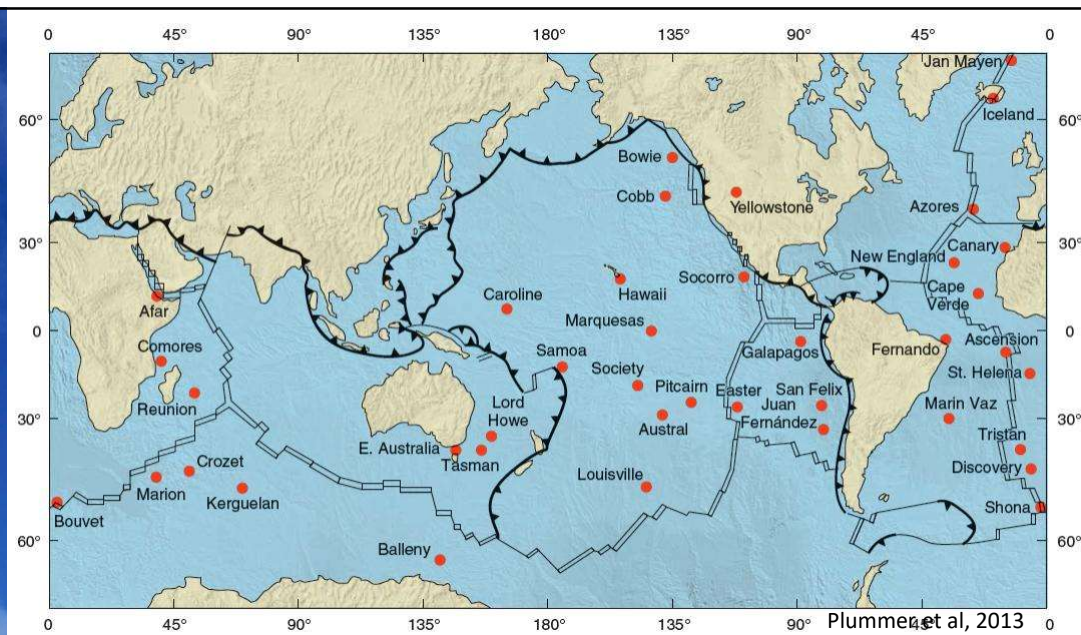 0 45° 90° 135° 180° 135° 90° 45° 0
Jan Mayen
Iceland
60° 60°
Bowie
Cobb
Yellowstone
Azores
30° 30°
Canary
New England
Socorro
Hawaii
Cape
Verde
Caroline
Afar
Marquesas
0 0
Comores
Samoa
Galapagos
Fernando
Ascension
Society
St. Helena
Pitcairn
Easter
San Felix
Reunion
Lord
Howe
Juan
Fernández
Marin Vaz
30° 30°
Austral
E. Australia
Tasman
Tristan
Crozet
Louisville
Discovery
Marion
Kerguelan
Shona
Bouvet
60° 60°
Balleny
Plummer et al, 2013
0 45° 90° 135° 180° 135° 90° 45° 0